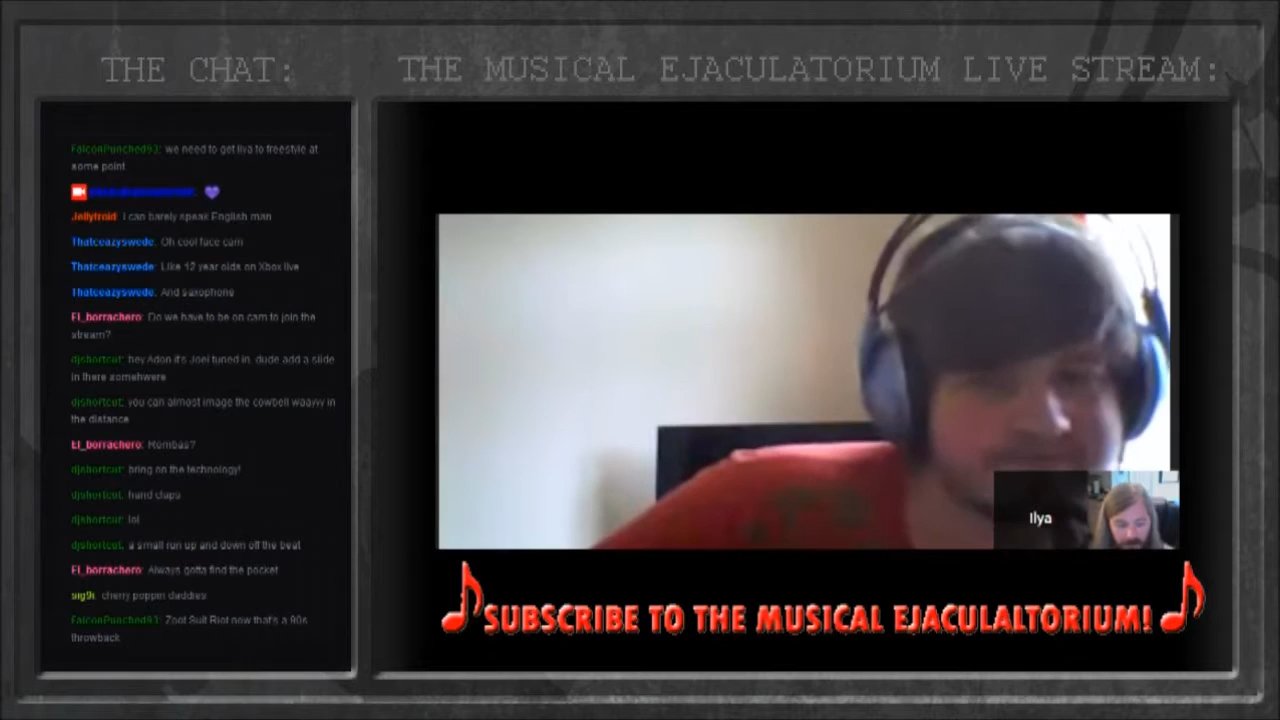 THE CHAT:
THE MUSICAL EJACULATORIUM LIVE STREAM:
FalconPunched93: we need to get ilya to freestyle at
some point
Jellytroid: I can barely speak English man
Thatceazyswede: Oh cool face cam
Thatceazyswede: Like 12 year olds on Xbox live
Thatceazyswede: And saxophone
El_borrachero: Do we have to be on cam to join the
stream?
djshortcut: hey Adon it's Joel tuned in, dude add a slide
in there somehwere
djshortcut: you can almost image the cowbell waayyy in
the distance
El_borrachero: Rombas?
djshortcut: bring on the technology!
djshortcut: hand claps
djshortcut: lol
djshortcut: a small run up and down off the beat
El_borrachero: Always gotta find the pocket
sig9i: cherry poppin daddies
FalconPunched93: Zoot Suit Riot now that's a 90s
throwback
Ilya
SUBSCRIBE TO THE MUSICAL EJACULALTORIUM!